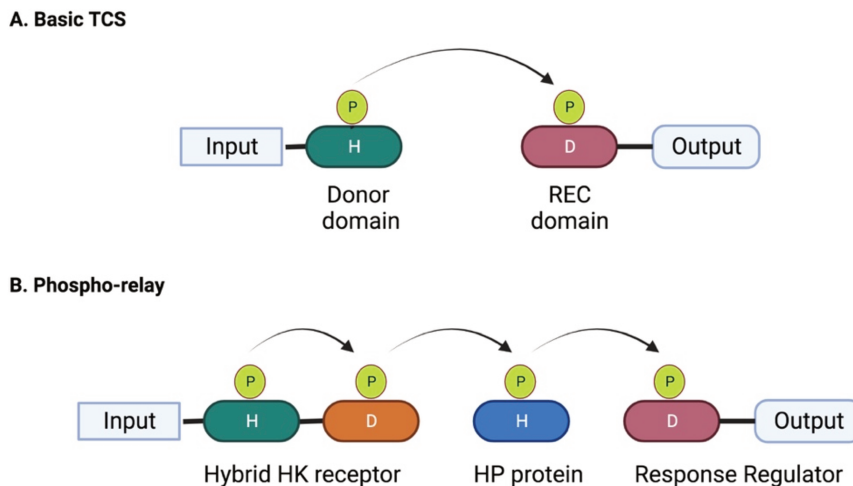 A. Basic TCS
P
P
Input
H
D
Output
Donor
domain
REC
domain
B. Phospho-relay
P
P
P
P
Input
H
D
H
D
Output
Hybrid HK receptor
HP protein
Response Regulator